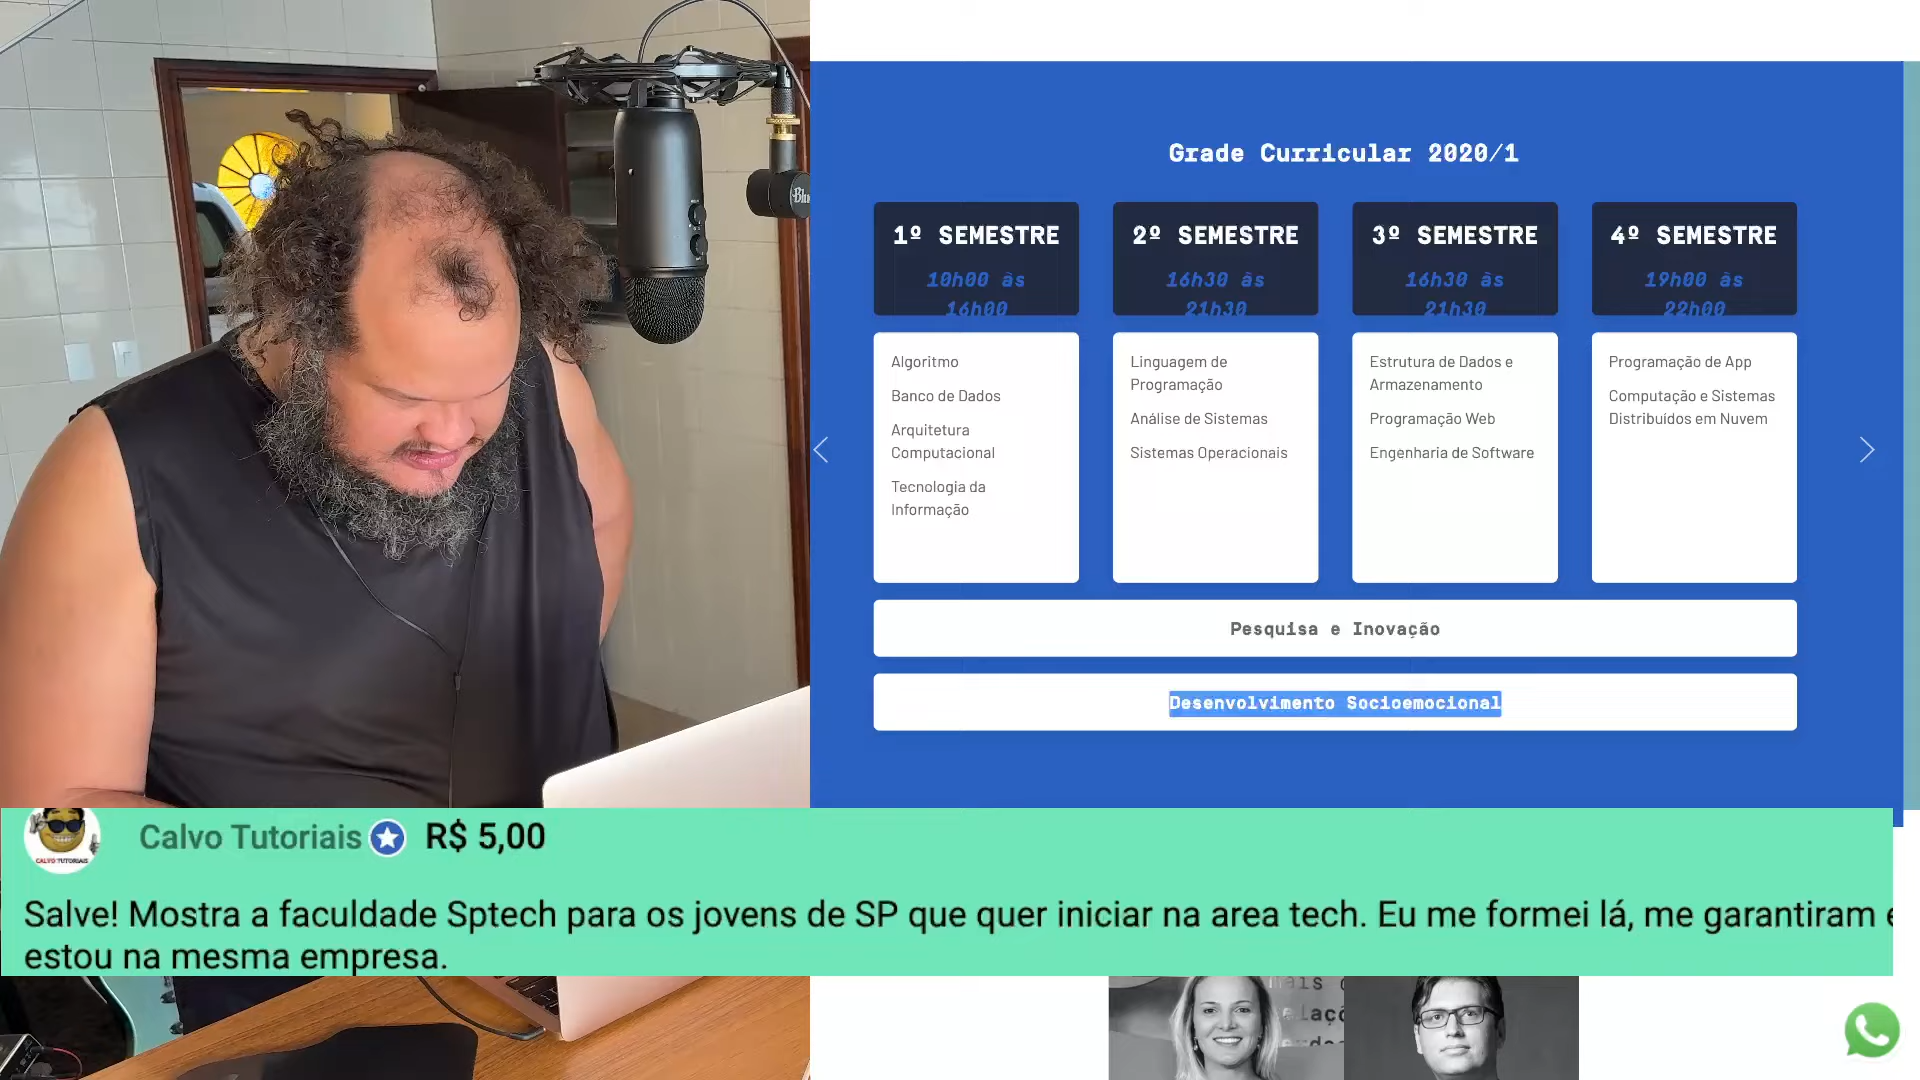 Grade Curricular 2020/1
1º SEMESTRE
10h00 às
16h00
2º SEMESTRE
16h30 às
21h30
3º SEMESTRE
16h30 às
21h30
4º SEMESTRE
19h00 às
22h00
Algoritmo
Banco de Dados
Arquitetura
Computacional
Tecnologia da
Informação
Linguagem de
Programação
Análise de Sistemas
Sistemas Operacionais
Estrutura de Dados e
Armazenamento
Programação Web
Engenharia de Software
Programação de App
Computação e Sistemas
Distribuídos em Nuvem
Pesquisa e Inovação
Desenvolvimento Socioemocional
Calvo Tutoriais R$ 5,00
CALVO TUTORIAIS
Salve! Mostra a faculdade Sptech para os jovens de SP que quer iniciar na area tech. Eu me formei lá, me garantiram
estou na mesma empresa.